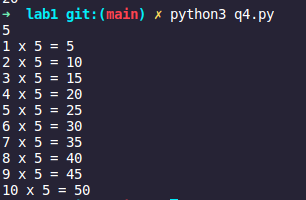 ➜ lab1 git:(main) ✗ python3 q4.py
5
1 x 5 = 5
2 x 5 = 10
3 x 5 = 15
4 x 5 = 20
5 x 5 = 25
6 x 5 = 30
7 x 5 = 35
8 x 5 = 40
9 x 5 = 45
10 x 5 = 50